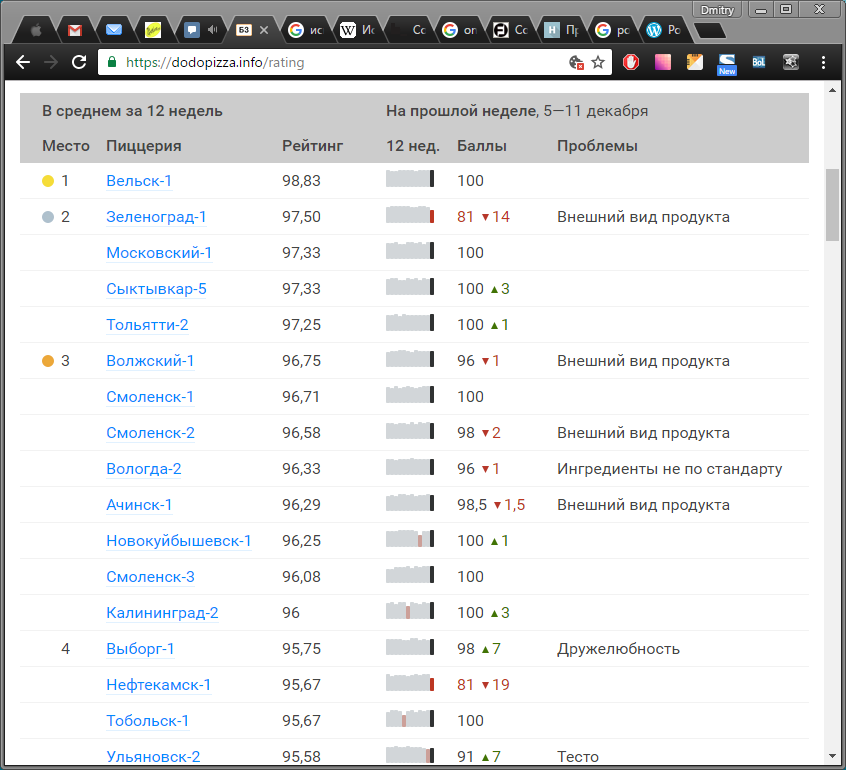 Dmitry
ис
Ис
Со
оп
Со
Пр
рс
Ро
https://dodopizza.info/rating
New
BoL
В среднем за 12 недель На прошлой неделе, 5—11 декабря
Место Пиццерия Рейтинг 12 нед. Баллы Проблемы
1 Вельск-1 98,83 100
2 Зеленоград-1 97,50 81 ▼14 Внешний вид продукта
Московский-1 97,33 100
Сыктывкар-5 97,33 100 ▲3
Тольятти-2 97,25 100 ▲1
3 Волжский-1 96,75 96 ▼1 Внешний вид продукта
Смоленск-1 96,71 100
Смоленск-2 96,58 98 ▼2 Внешний вид продукта
Вологда-2 96,33 96 ▼1 Ингредиенты не по стандарту
Ачинск-1 96,29 98,5 ▼1,5 Внешний вид продукта
Новокуйбышевск-1 96,25 100 ▲1
Смоленск-3 96,08 100
Калининград-2 96 100 ▲3
4 Выборг-1 95,75 98 ▲7 Дружелюбность
Нефтекамск-1 95,67 81 ▼19
Тобольск-1 95,67 100
Ульяновск-2 95,58 91 ▲7 Тесто